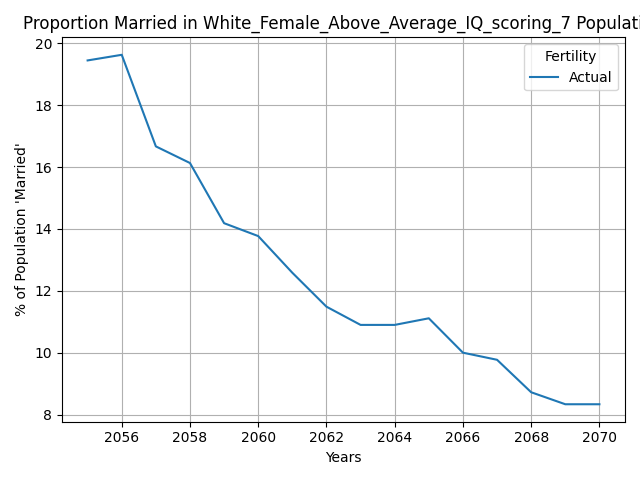 Proportion Married in White_Female_Above_Average_IQ_scoring_7 Populati
Fertility
Actual
% of Population 'Married'
20
18
16
14
12
10
8
2056 2058 2060 2062 2064 2066 2068 2070
Years